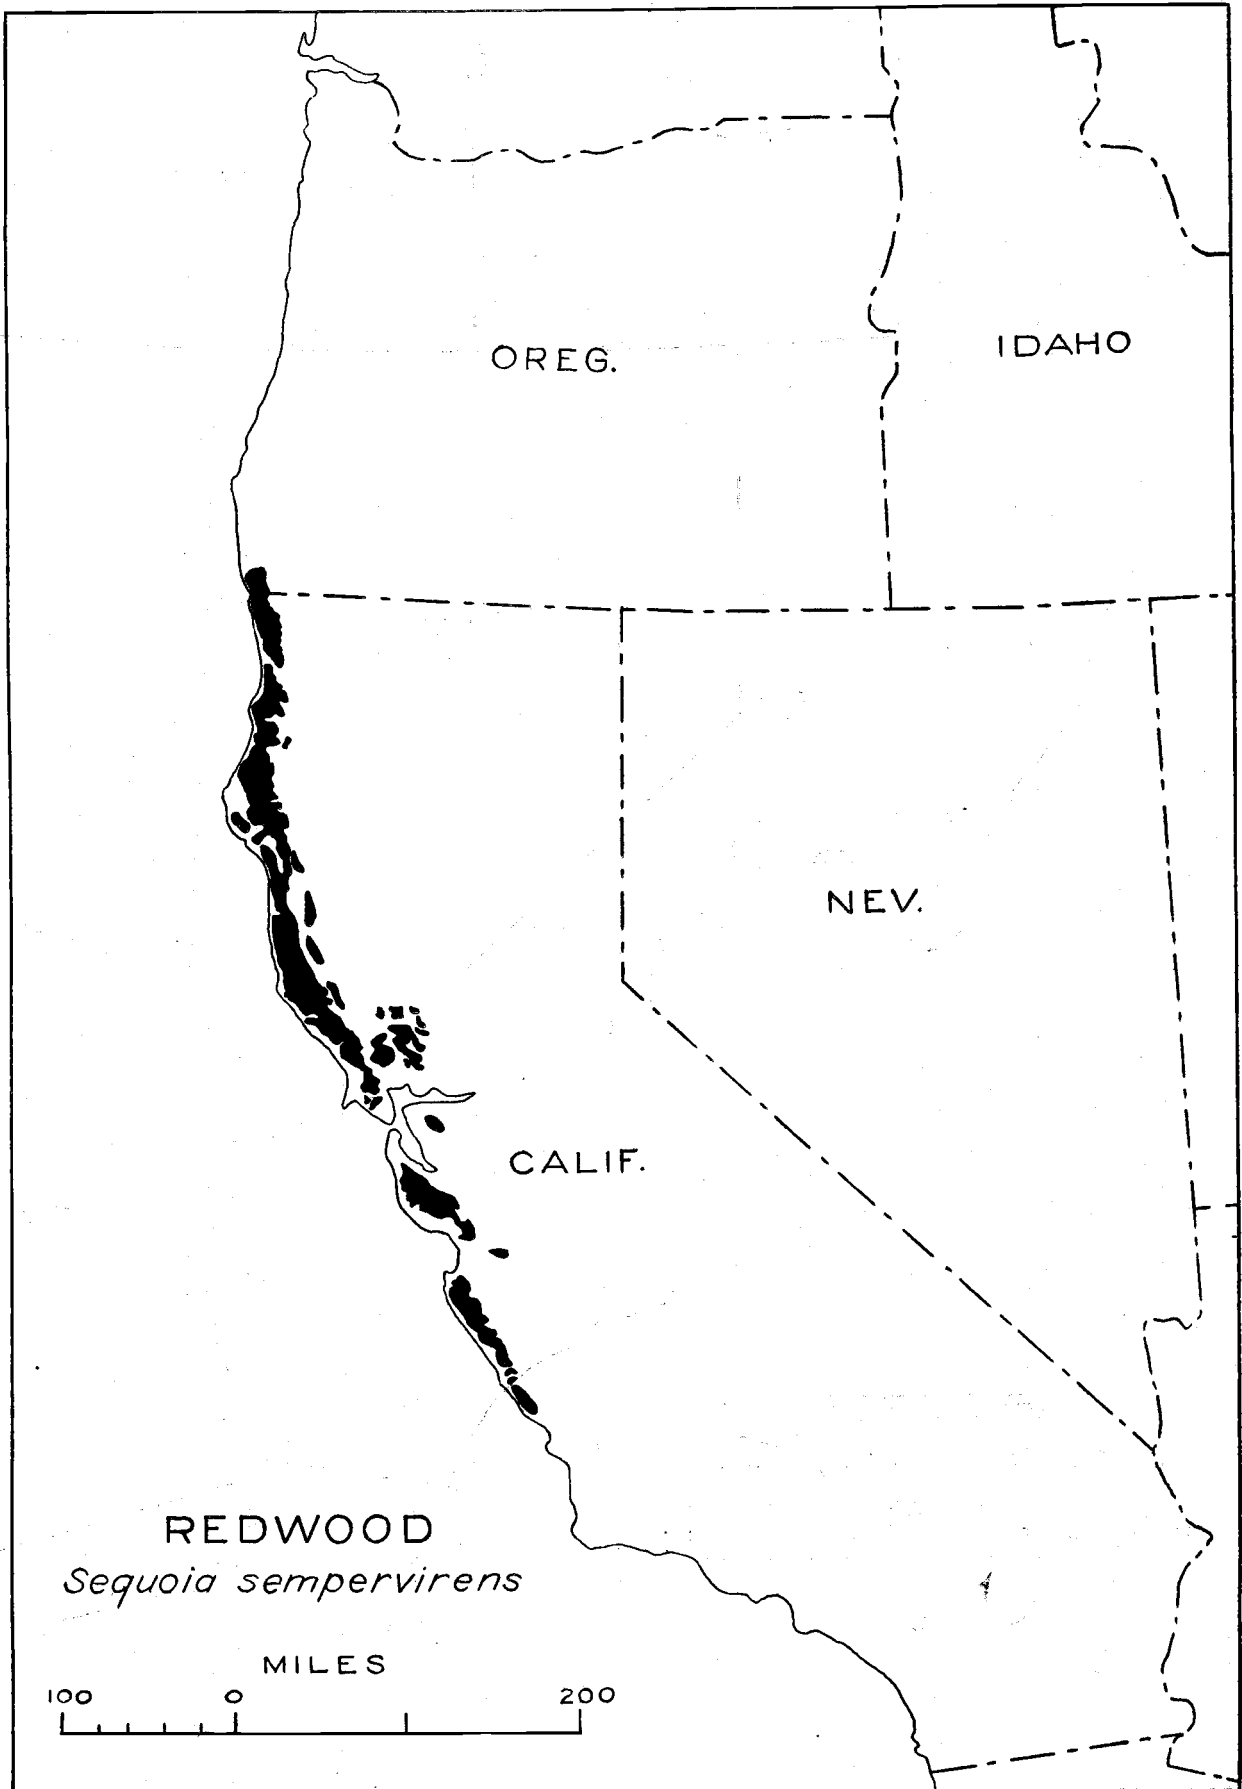 OREG.
IDAHO
NEV.
CALIF.
REDWOOD
Sequoia sempervirens
MILES
100 0 200